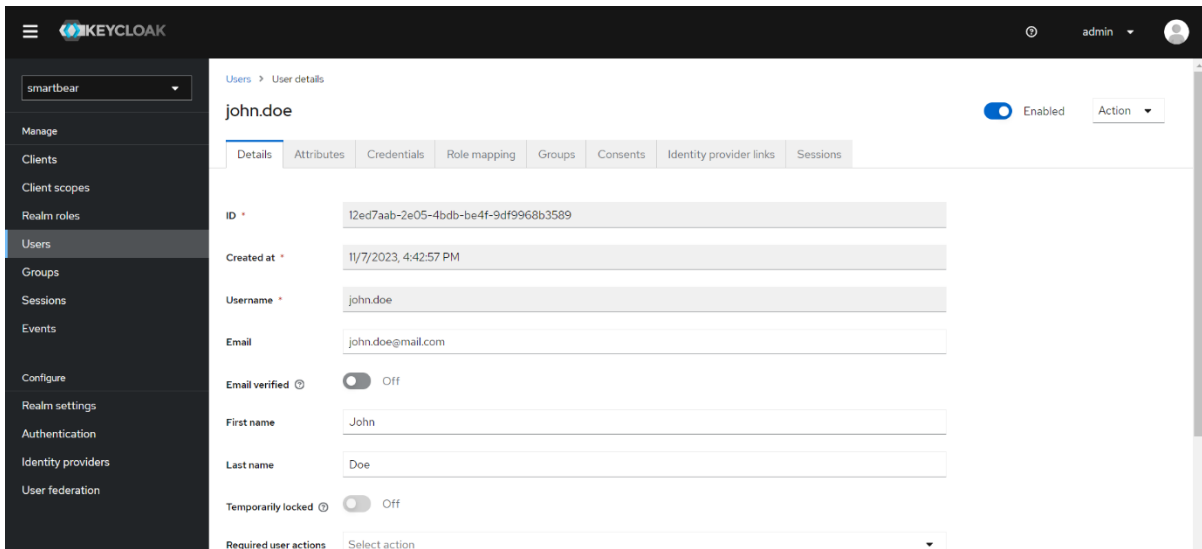 KEYCLOAK
admin
smartbear
Manage
Clients
Client scopes
Realm roles
Users
Groups
Sessions
Events
Configure
Realm settings
Authentication
Identity providers
User federation
Users > User details
john.doe
Enabled
Action
Details Attributes Credentials Role mapping Groups Consents Identity provider links Sessions
ID * 12ed7aab-2e05-4bdb-be4f-9df9968b3589
Created at * 11/7/2023, 4:42:57 PM
Username * john.doe
Email john.doe@mail.com
Email verified Off
First name John
Last name Doe
Temporarily locked Off
Required user actions Select action